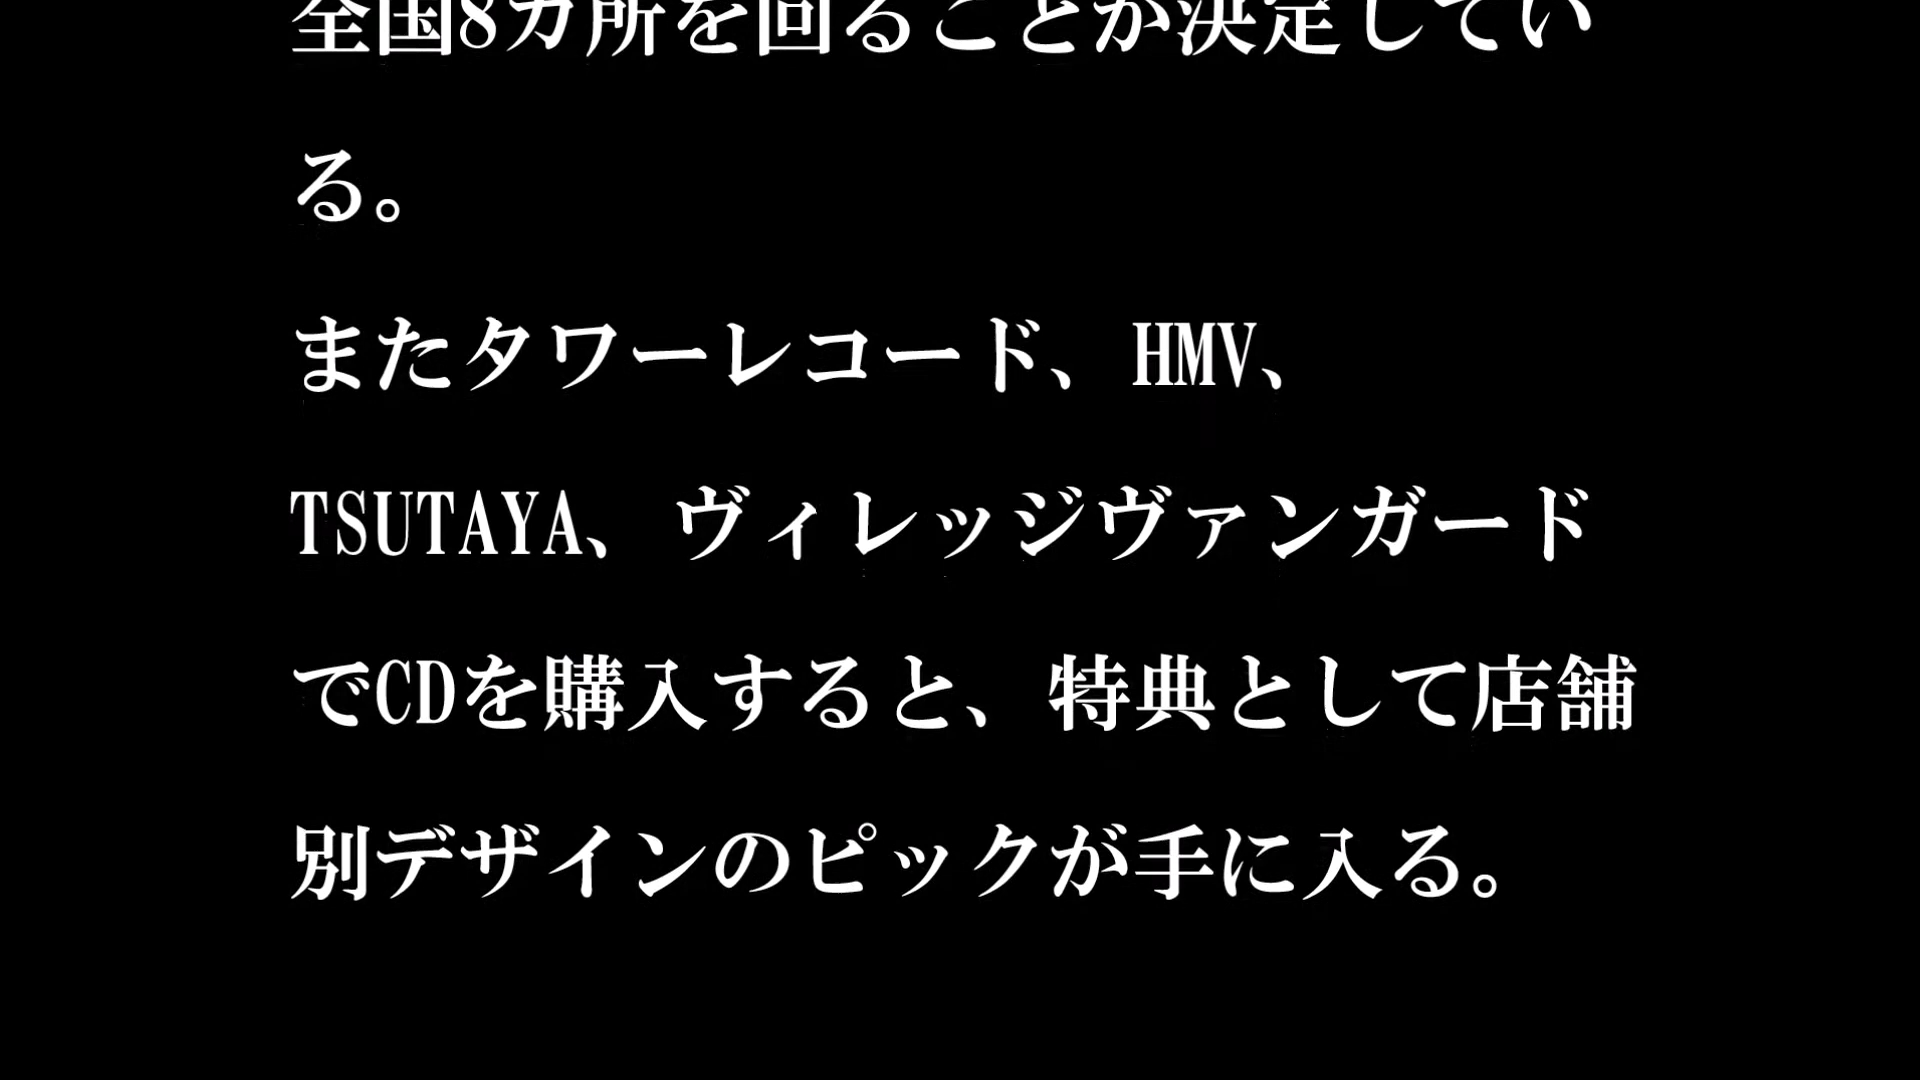 全国8カ所を回ることが決定してい
る。
またタワーレコード、HMV、
TSUTAYA、ヴィレッジヴァンガード
でCDを購入すると、特典として店舗
別デザインのピックが手に入る。